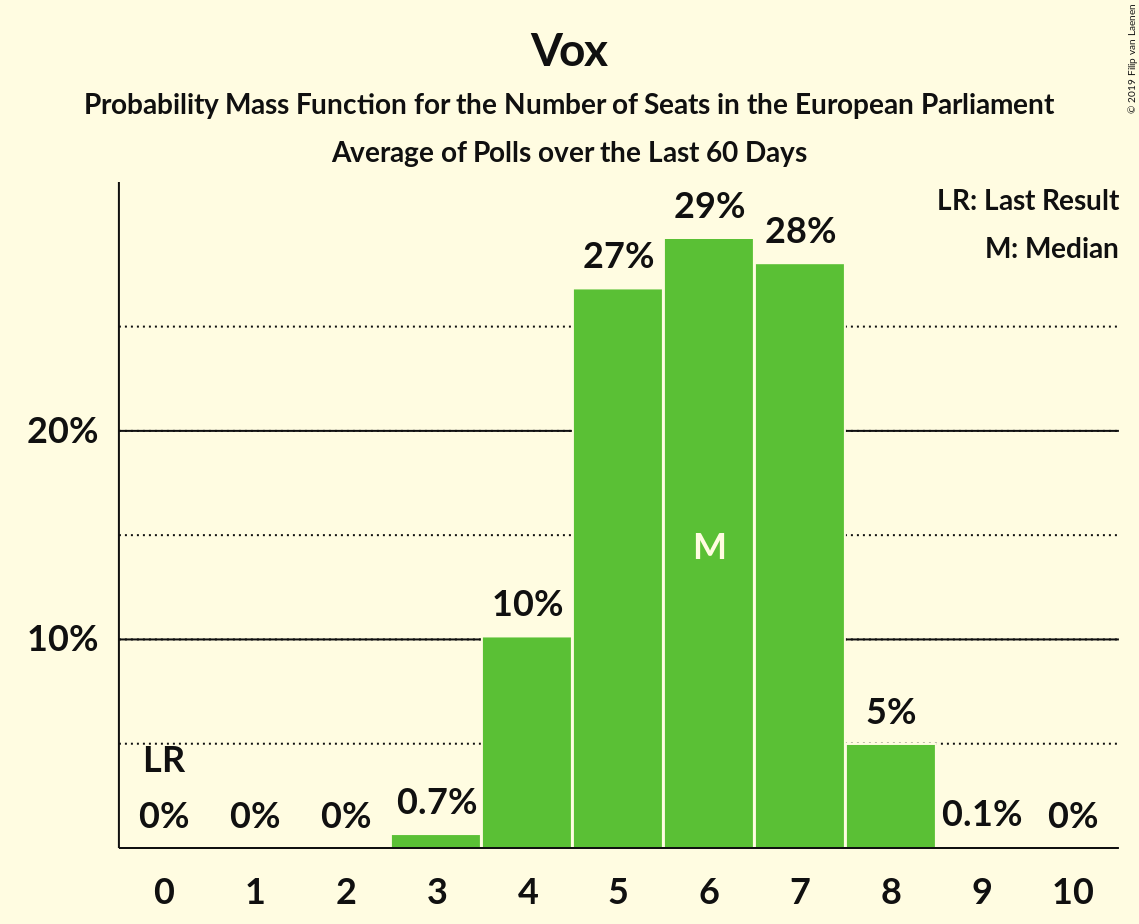 Vox
Probability Mass Function for the Number of Seats in the European Parliament
Average of Polls over the Last 60 Days
© 2019 Filip van Laenen
LR: Last Result
M: Median
29%
28%
27%
20%
M
10%
10%
5%
LR
0%
0%
0%
0.7%
0.1%
0%
0 1 2 3 4 5 6 7 8 9 10